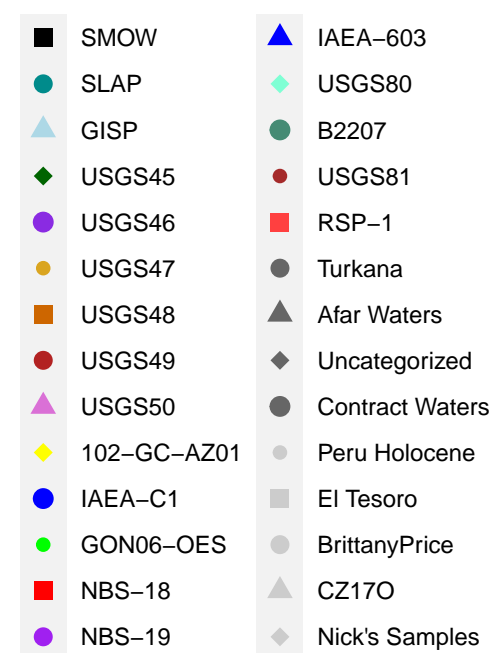 SMOW
SLAP
GISP
USGS45
USGS46
USGS47
USGS48
USGS49
USGS50
102−GC−AZ01
IAEA−C1
GON06−OES
NBS−18
NBS−19
IAEA−603
USGS80
B2207
USGS81
RSP−1
Turkana
Afar Waters
Uncategorized
Contract Waters
Peru Holocene
El Tesoro
BrittanyPrice
CZ17O
Nick's Samples